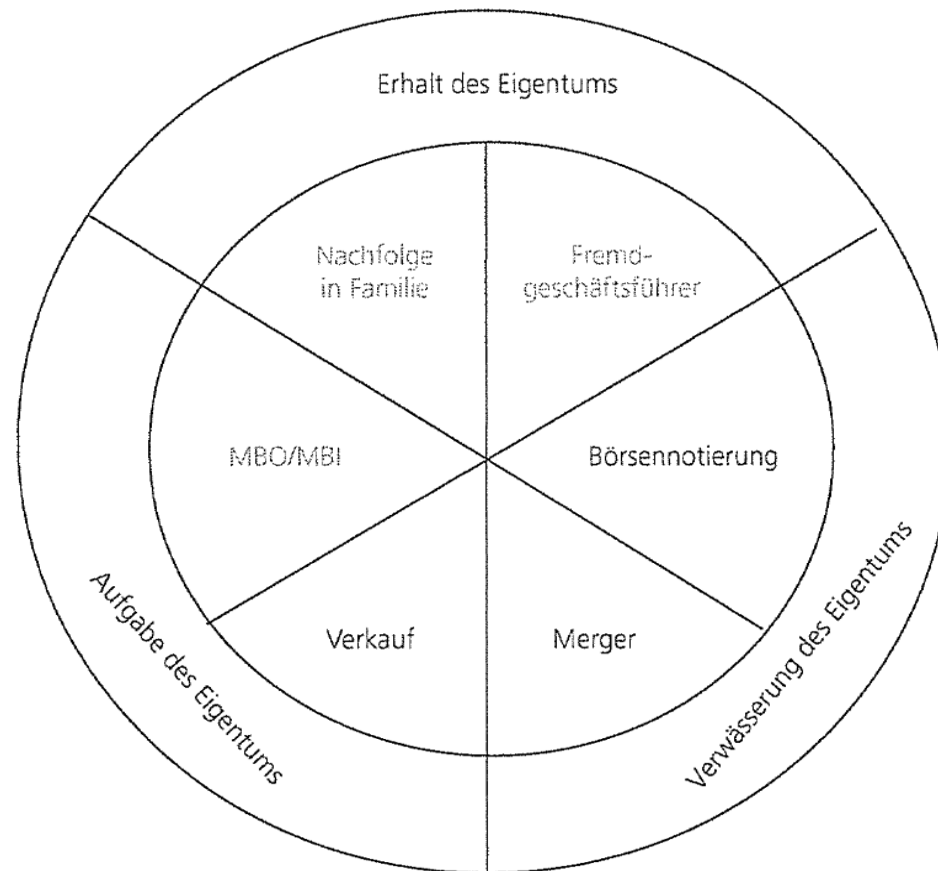 Erhalt des Eigentums
Nachfolge
in Familie
Fremd-
geschäftsführer
MBO/MBI
Börsennotierung
Verkauf
Merger
Aufgabe des Eigentums
Verwässerung des Eigentums